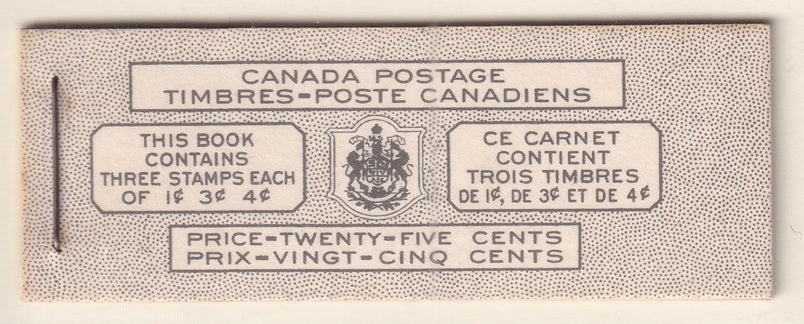 CANADA POSTAGE
TIMBRES-POSTE CANADIENS
THIS BOOK
CONTAINS
THREE STAMPS EACH
OF 1¢ 3¢ 4¢
CE CARNET
CONTIENT
TROIS TIMBRES
DE 1¢, DE 3¢ ET DE 4¢
PRICE-TWENTY-FIVE CENTS
PRIX-VINGT-CINQ CENTS